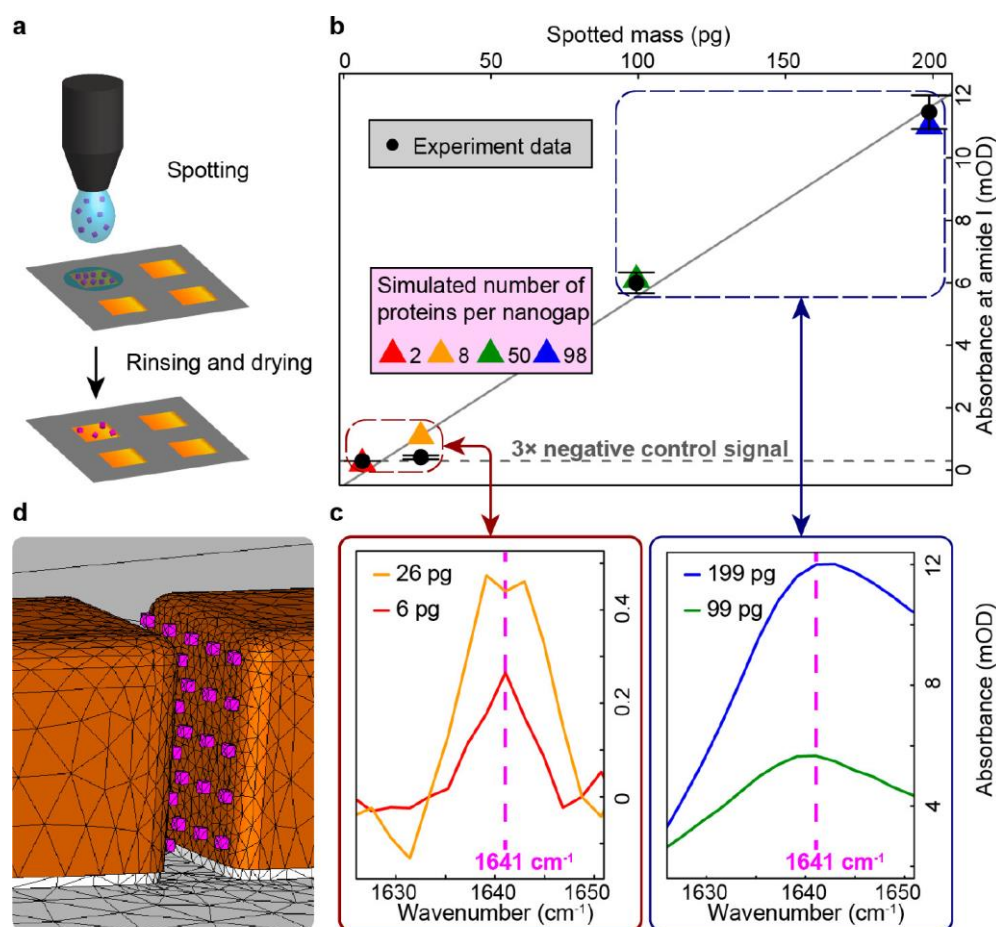 a
Spotting
Rinsing and drying
b
Spotted mass (pg)
0 50 100 150 200
Experiment data
Simulated number of
proteins per nanogap
2 8 50 98
3× negative control signal
12
10
8
6
4
2
0
Absorbance at amide I (mOD)
d
c
26 pg
6 pg
0.4
0.2
0
1641 cm⁻¹
1630 1640 1650
Wavenumber (cm⁻¹)
199 pg
99 pg
12
8
4
1641 cm⁻¹
1630 1640 1650
Wavenumber (cm⁻¹)
Absorbance (mOD)